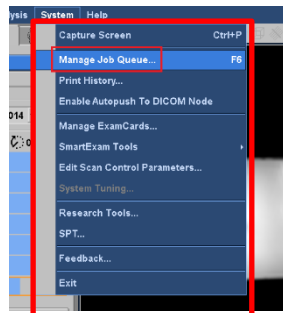 ysis System Help
Capture Screen Ctrl+P
Manage Job Queue... F6
Print History...
Enable Autopush To DICOM Node
014
Manage ExamCards...
SmartExam Tools
Edit Scan Control Parameters...
System Tuning...
Research Tools...
SPT...
Feedback...
Exit